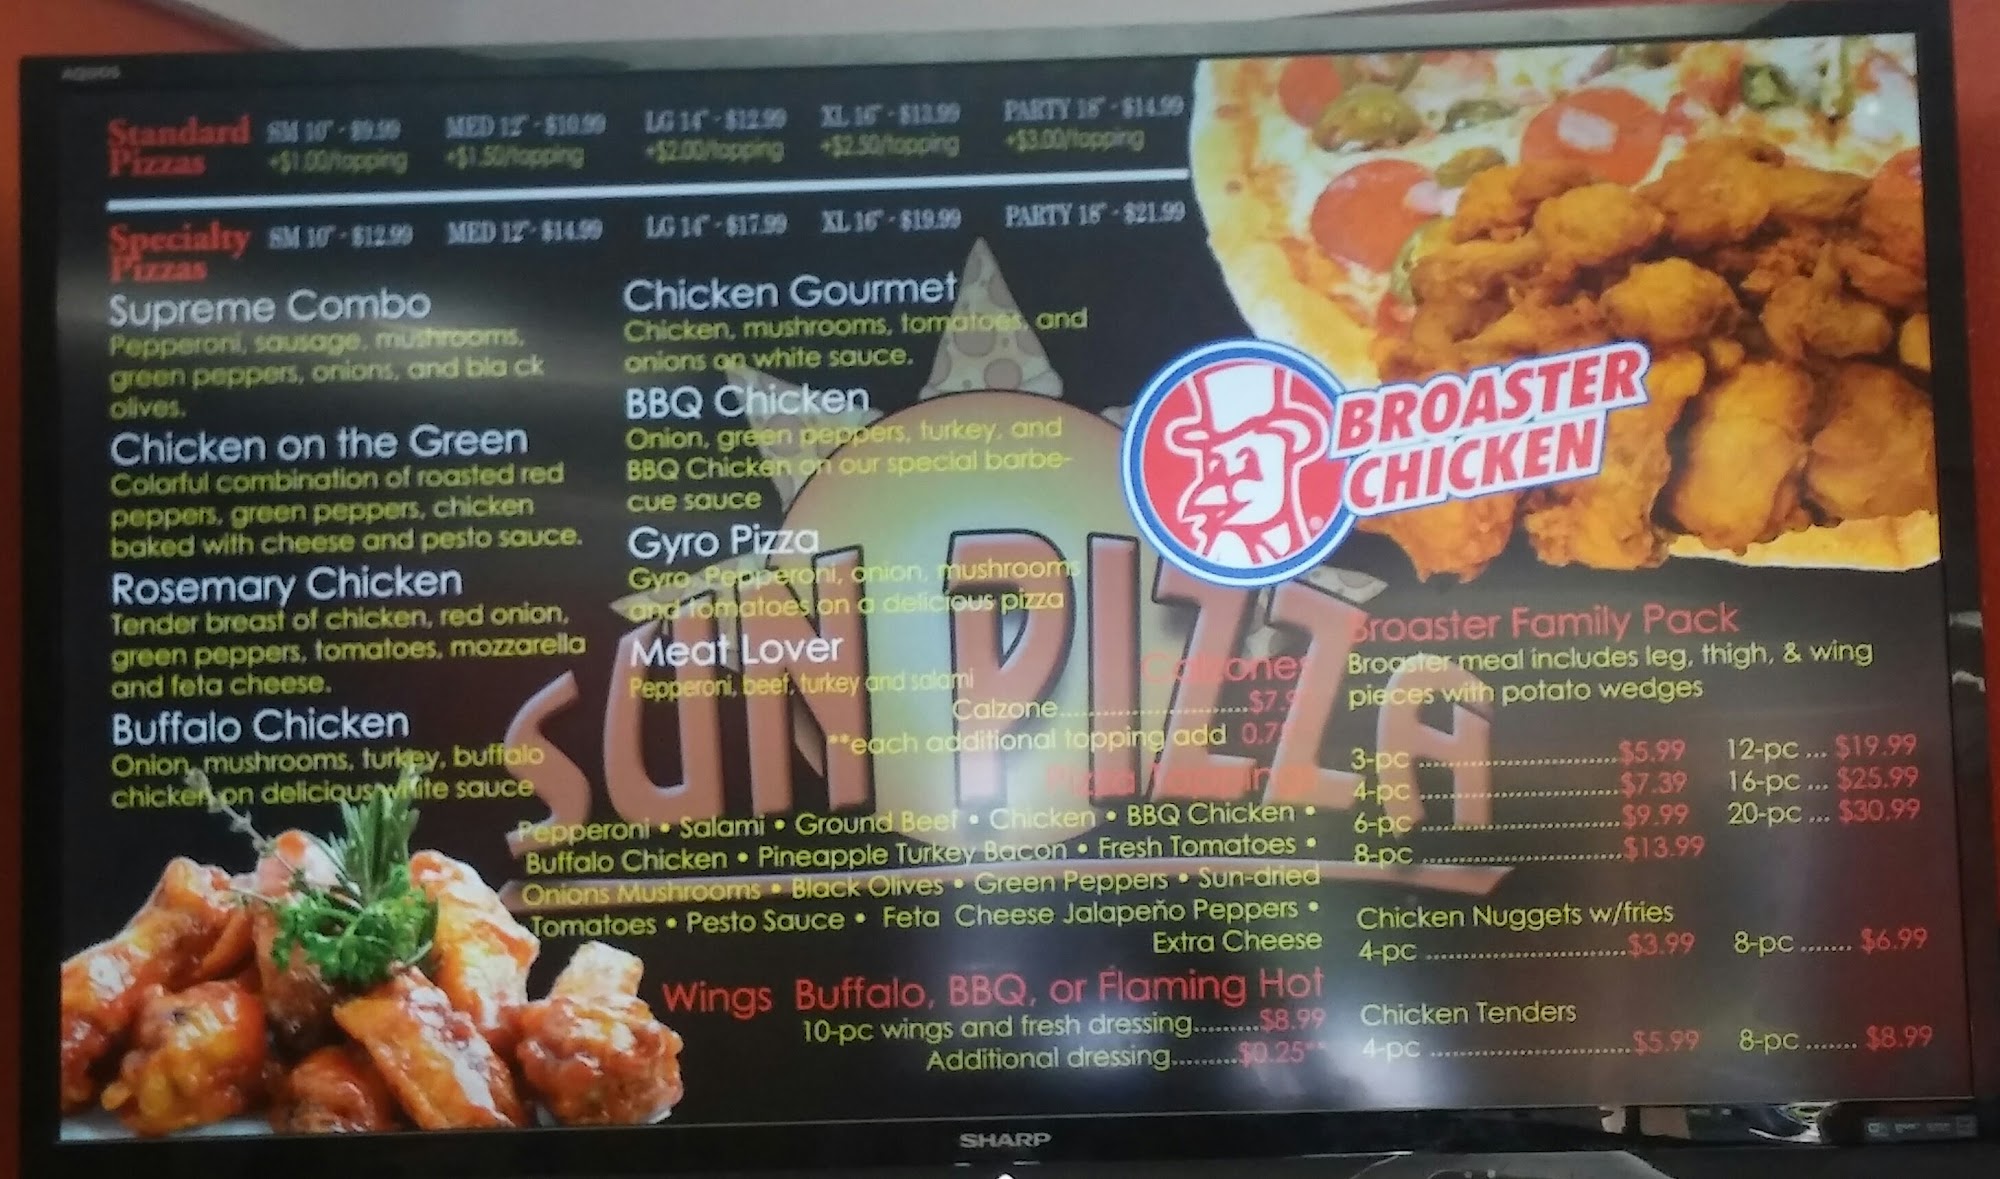 AQUOS
Standard Pizzas
SM 10" - $9.99 MED 12" - $10.99 LG 14" - $12.99 XL 16" - $13.99 PARTY 18" - $14.99
+$1.00/topping +$1.50/topping +$2.00/topping +$2.50/topping +$3.00/topping
Specialty Pizzas
SM 10" - $12.99 MED 12" - $14.99 LG 14" - $17.99 XL 16" - $19.99 PARTY 18" - $21.99
Supreme Combo
Pepperoni, sausage, mushrooms,
green peppers, onions, and bla ck
olives.
Chicken on the Green
Colorful combination of roasted red
peppers, green peppers, chicken
baked with cheese and pesto sauce.
Rosemary Chicken
Tender breast of chicken, red onion,
green peppers, tomatoes, mozzarella
and feta cheese.
Buffalo Chicken
Onion, mushrooms, turkey, buffalo
chicken on delicious white sauce
Chicken Gourmet
Chicken, mushrooms, tomatoes, and
onions on white sauce.
BBQ Chicken
Onion, green peppers, turkey, and
BBQ Chicken on our special barbe-
cue sauce
Gyro Pizza
Gyro, Pepperoni, onion, mushrooms
and tomatoes on a delicious pizza
Meat Lover
Pepperoni, beef, turkey and salami
SUN PIZZA
Calzones
Calzone
**each additional topping add
Pizza Toppings
Pepperoni • Salami • Ground Beef • Chicken • BBQ Chicken •
Buffalo Chicken • Pineapple Turkey Bacon • Fresh Tomatoes •
Onions Mushrooms • Black Olives • Green Peppers • Sun-dried
Tomatoes • Pesto Sauce • Feta Cheese Jalapeño Peppers •
Extra Cheese
Wings Buffalo, BBQ, or Flaming Hot
10-pc wings and fresh dressing.........$8.99
Additional dressing.........$0.25**
BROASTER
CHICKEN
®
Broaster Family Pack
Broaster meal includes leg, thigh, & wing
pieces with potato wedges
3-pc ..........................$5.99 12-pc ... $19.99
4-pc ..........................$7.39 16-pc ... $25.99
6-pc ..........................$9.99 20-pc ... $30.99
8-pc ..........................$13.99
Chicken Nuggets w/fries
4-pc ..........................$3.99 8-pc ....... $6.99
Chicken Tenders
4-pc ..........................$5.99 8-pc ....... $8.99
SHARP